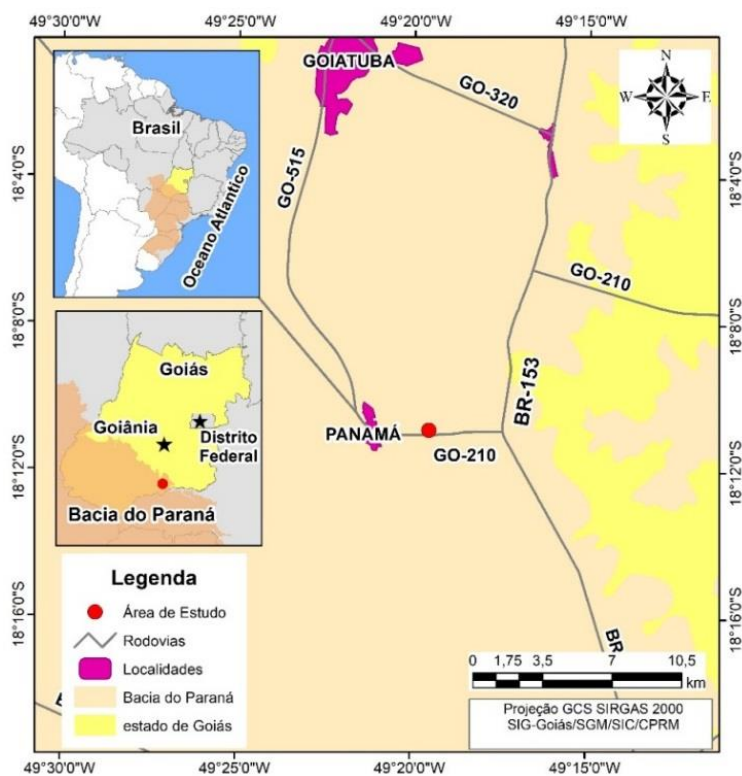 49°30'0"W 49°25'0"W 49°20'0"W 49°15'0"W
GOIATUBA
GO-320
N
W E
S
Brasil
Oceano Atlantico
GO-515
18°4'0"S
18°4'0"S
GO-210
18°8'0"S
18°8'0"S
BR-153
Goiás
Goiânia
Distrito
Federal
Bacia do Paraná
PANAMÁ
GO-210
18°12'0"S
18°12'0"S
Legenda
Área de Estudo
Rodovias
Localidades
Bacia do Paraná
estado de Goiás
18°16'0"S
18°16'0"S
BR
0 1,75 3,5 7 10,5
km
Projeção GCS SIRGAS 2000
SIG-Goiás/SGM/SIC/CPRM
49°30'0"W 49°25'0"W 49°20'0"W 49°15'0"W